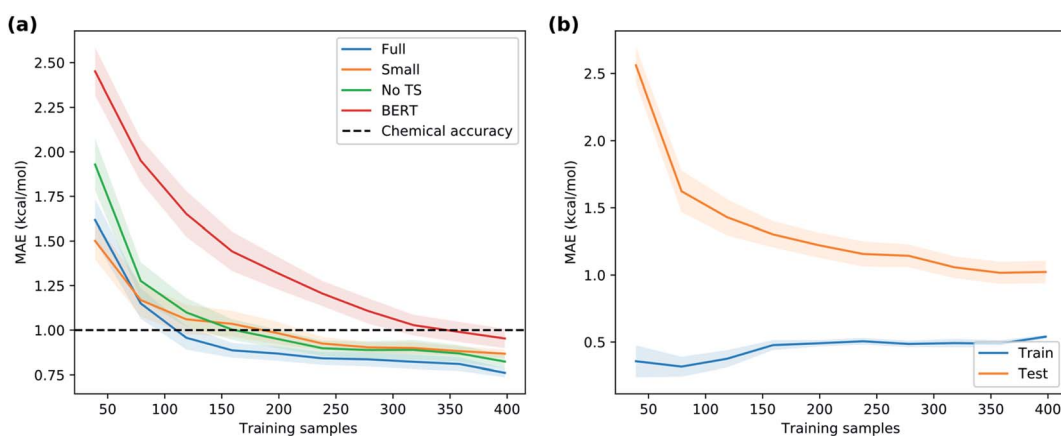 (a)
2.50
2.25
2.00
1.75
1.50
1.25
1.00
0.75
MAE (kcal/mol)
50 100 150 200 250 300 350 400
Training samples
Full
Small
No TS
BERT
Chemical accuracy
(b)
2.5
2.0
1.5
1.0
0.5
MAE (kcal/mol)
50 100 150 200 250 300 350 400
Training samples
Train
Test